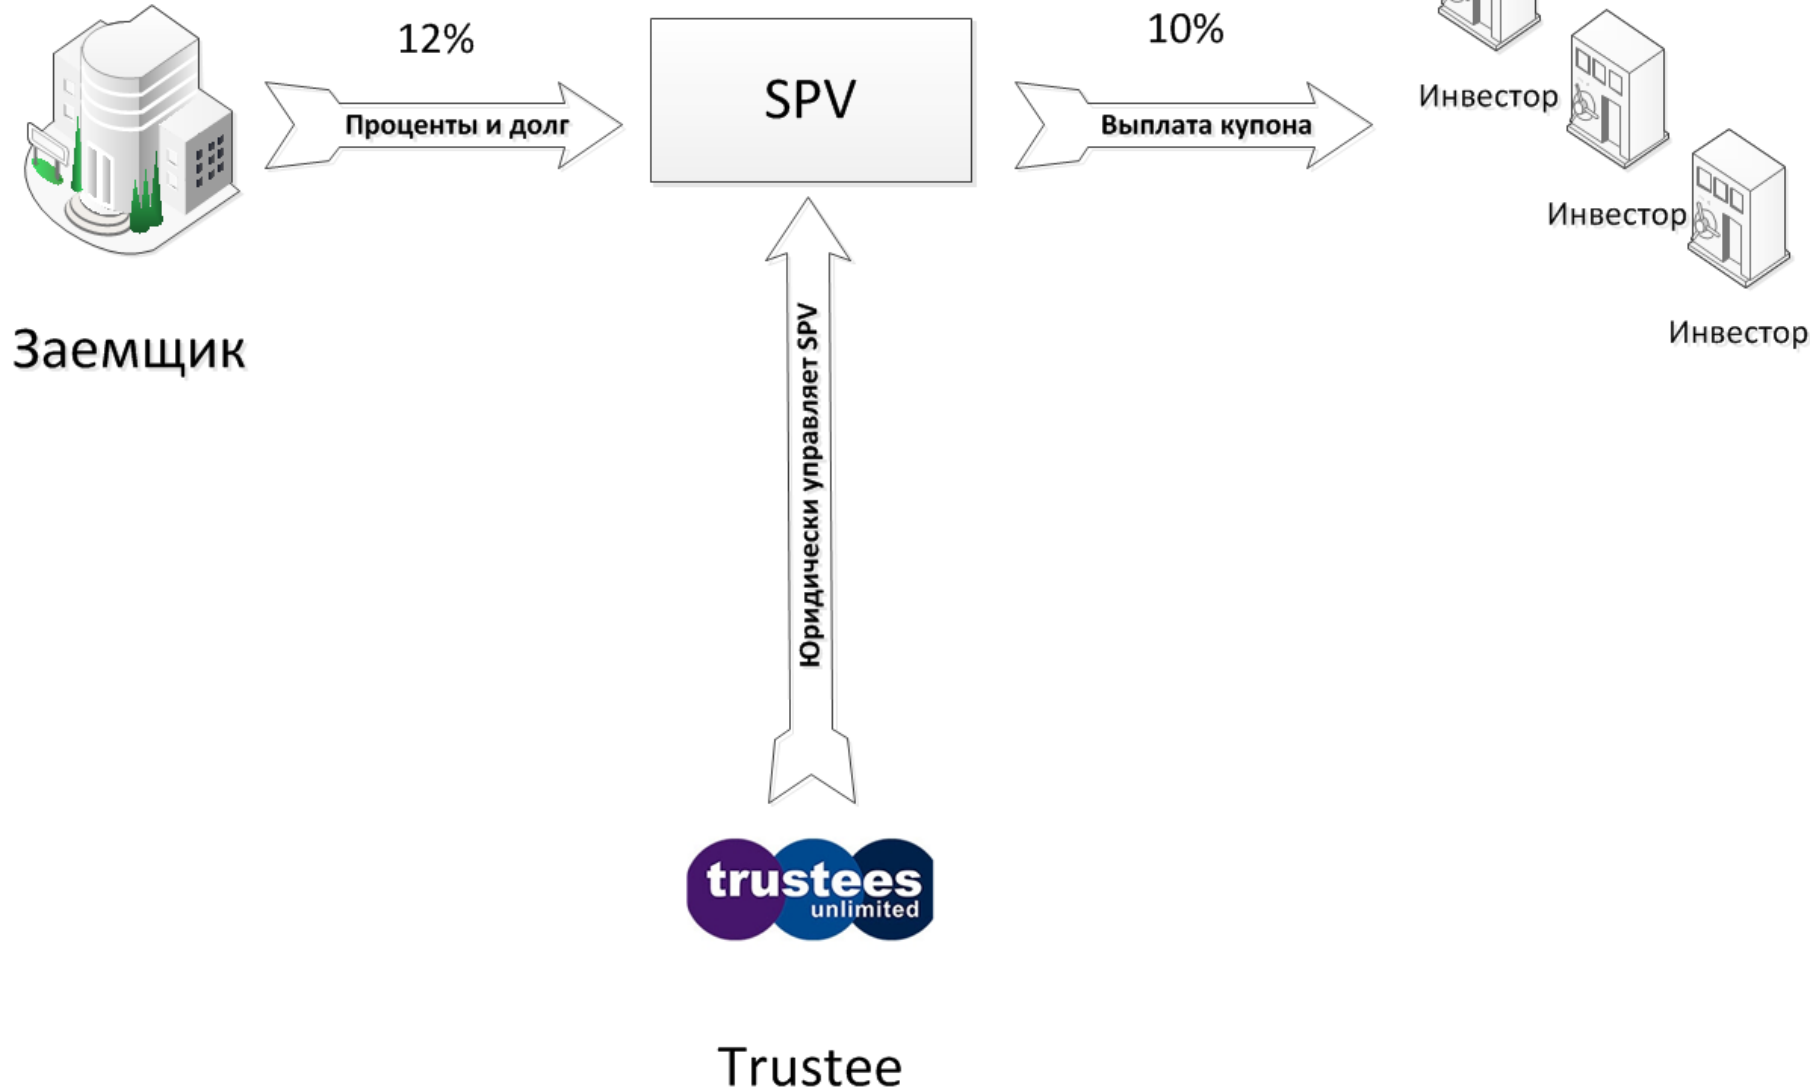 12%
10%
Проценты и долг
SPV
Выплата купона
Инвестор
Инвестор
Инвестор
Заемщик
Юридически управляет SPV
trustees
unlimited
Trustee